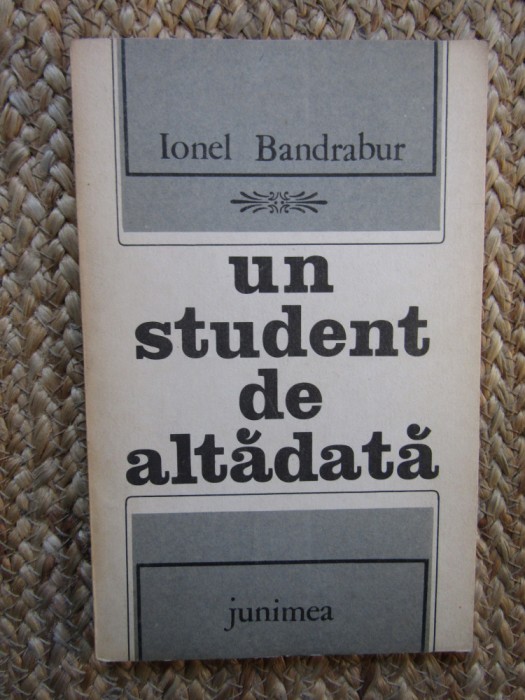 Ionel Bandrabur
un
student
de
altădată
junimea